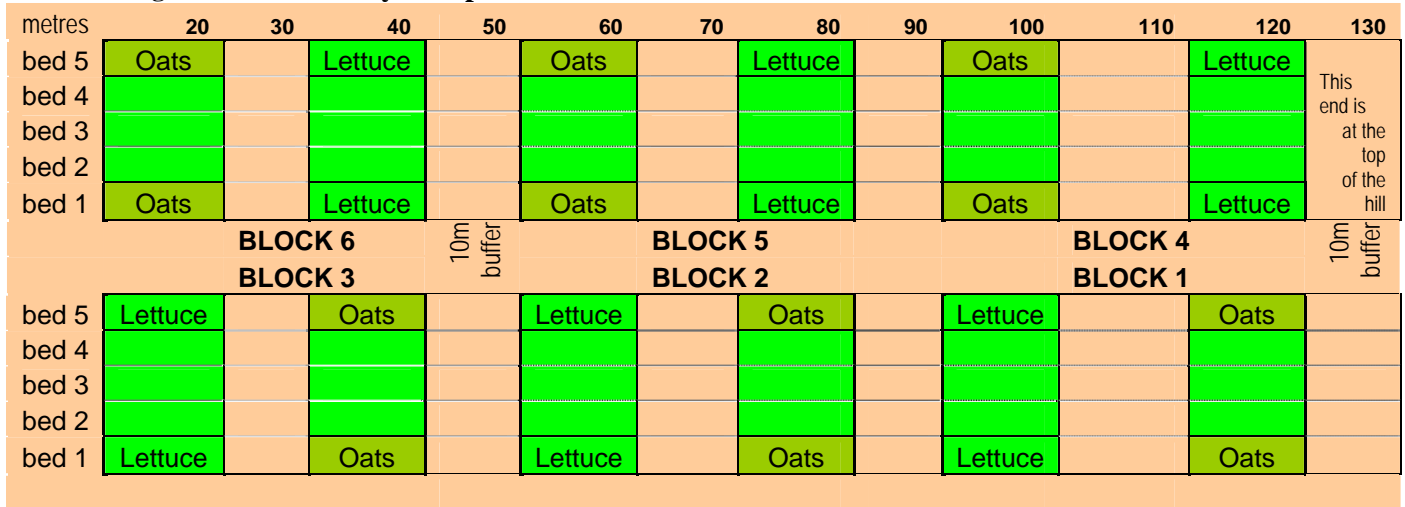 metres 20 30 40 50 60 70 80 90 100 110 120 130
bed 5 Oats Lettuce Oats Lettuce Oats Lettuce
bed 4
bed 3
bed 2
bed 1 Oats Lettuce Oats Lettuce Oats Lettuce
This
end is
at the
top
of the
hill
BLOCK 6 BLOCK 5 BLOCK 4
10m
buffer
10m
buffer
BLOCK 3 BLOCK 2 BLOCK 1
bed 5 Lettuce Oats Lettuce Oats Lettuce Oats
bed 4
bed 3
bed 2
bed 1 Lettuce Oats Lettuce Oats Lettuce Oats